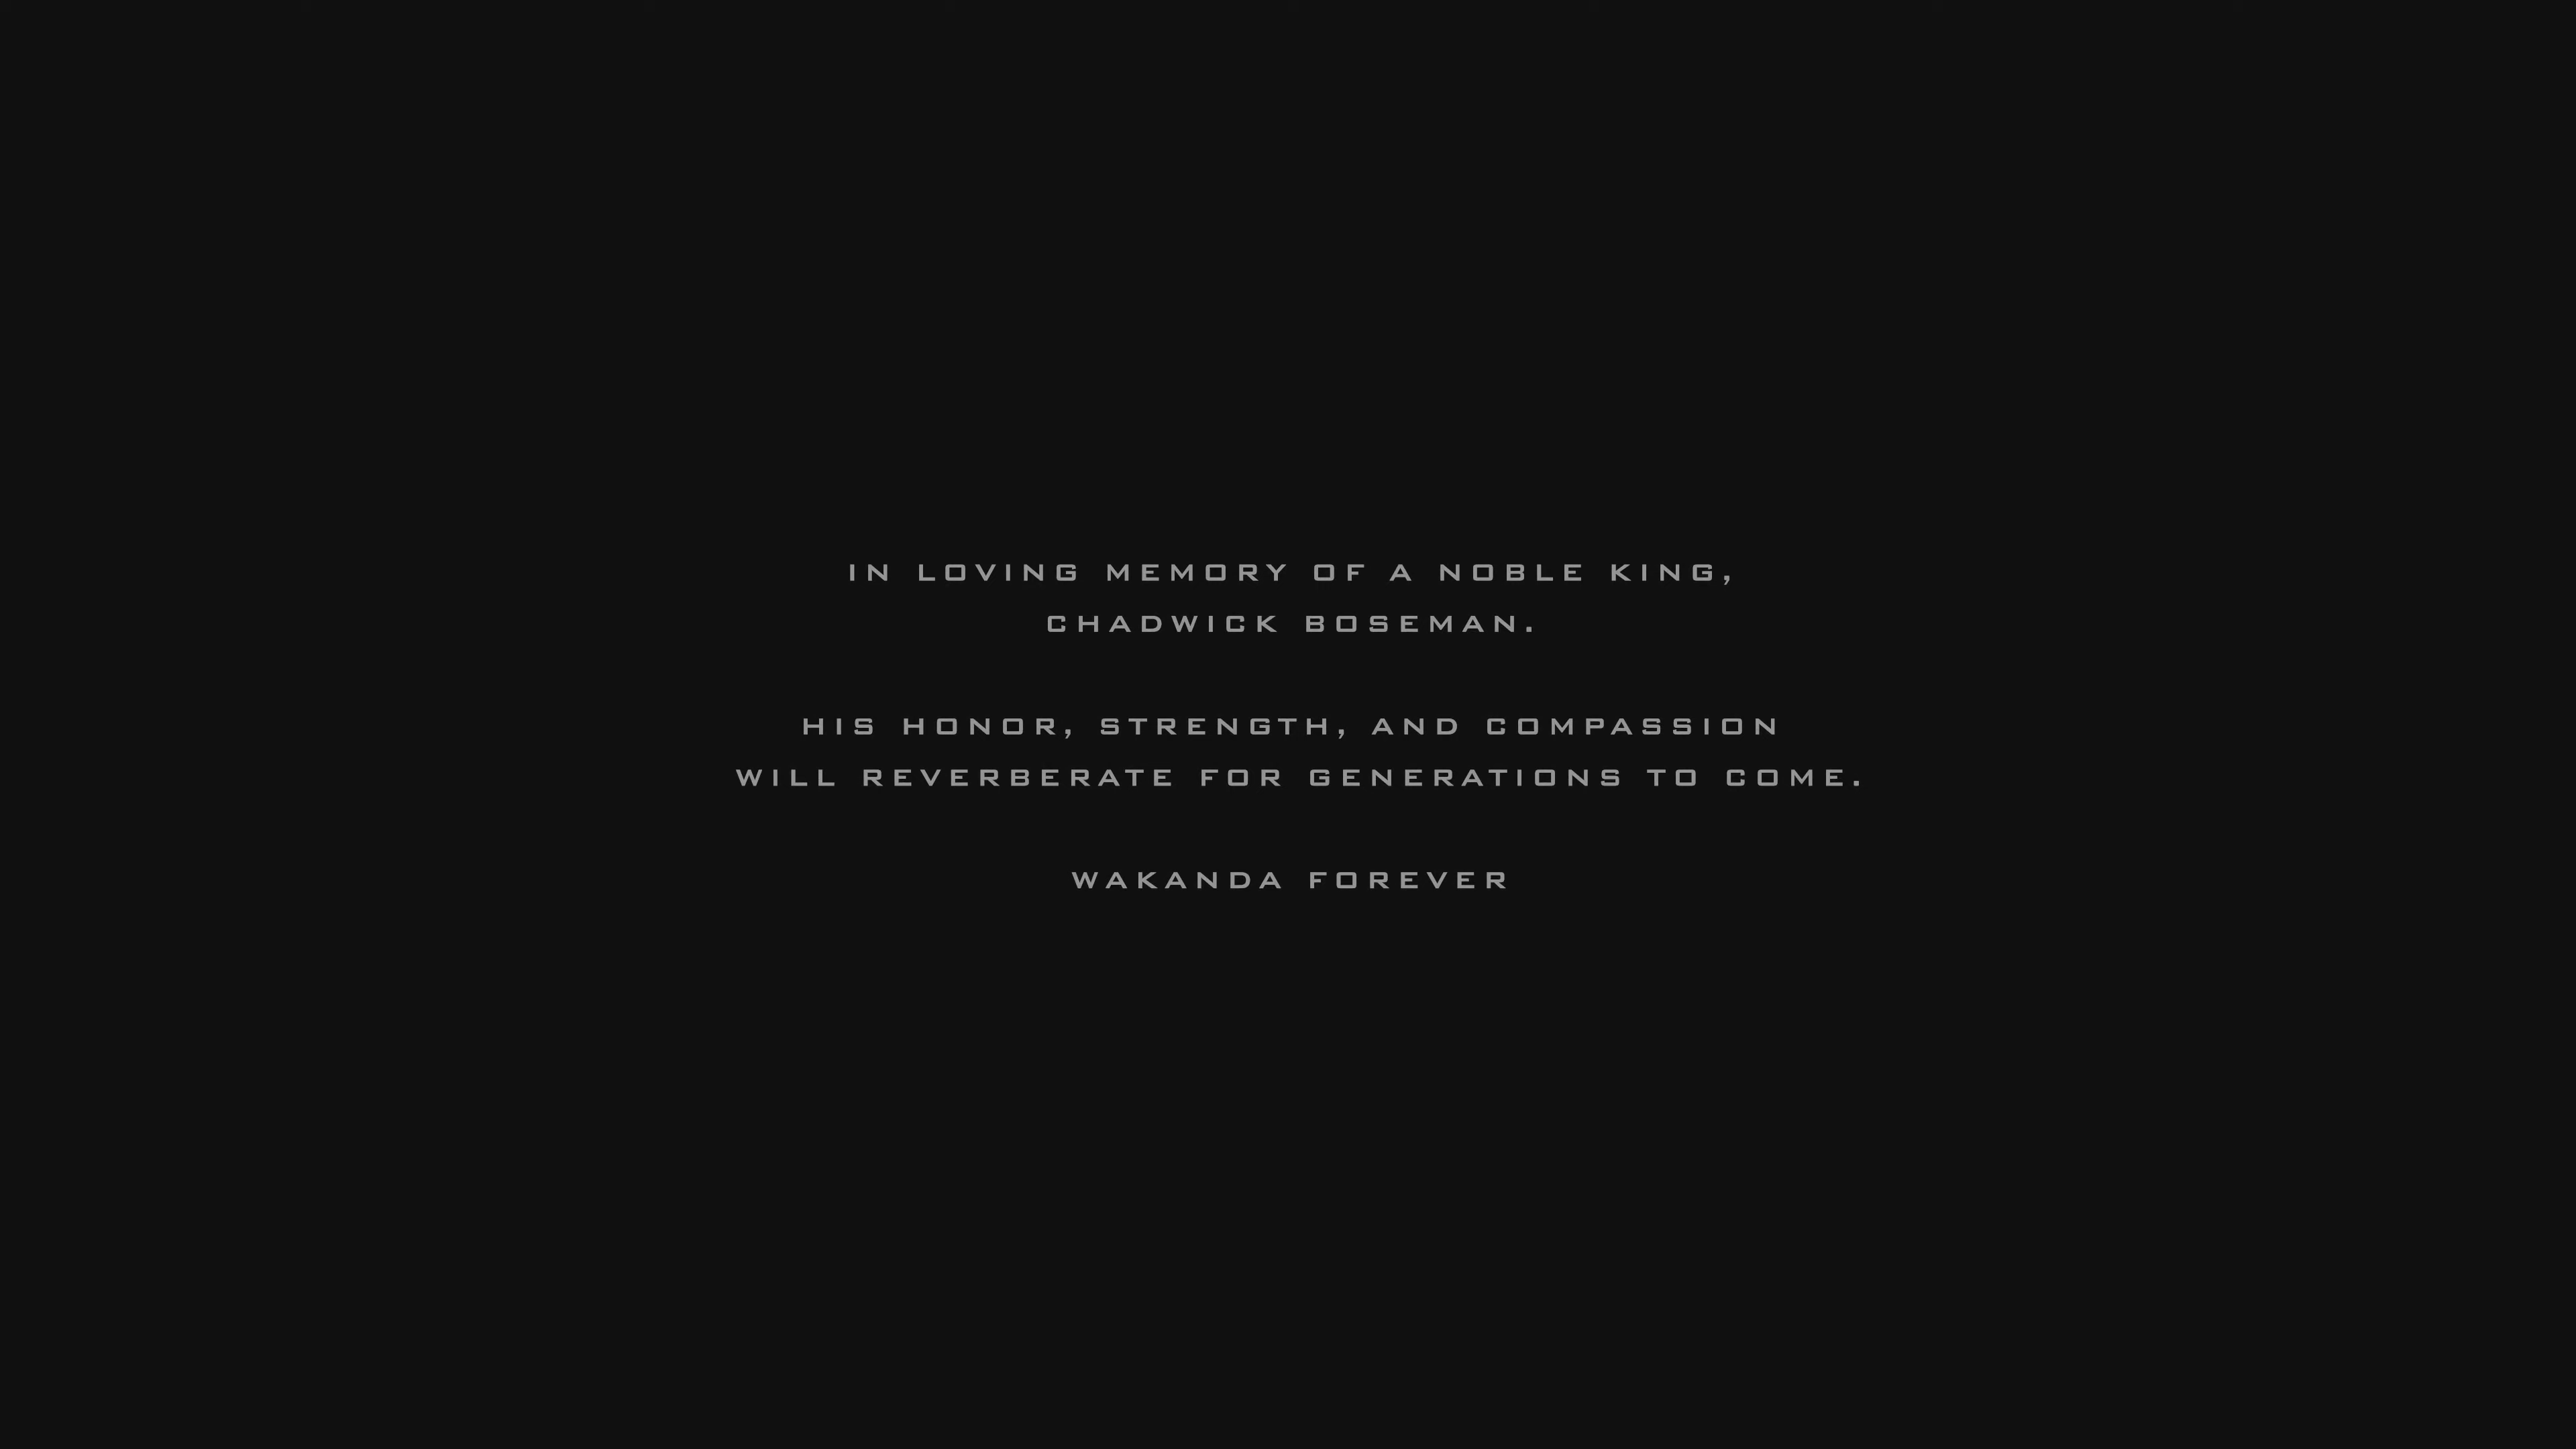 IN LOVING MEMORY OF A NOBLE KING,
CHADWICK BOSEMAN.
HIS HONOR, STRENGTH, AND COMPASSION
WILL REVERBERATE FOR GENERATIONS TO COME.
WAKANDA FOREVER